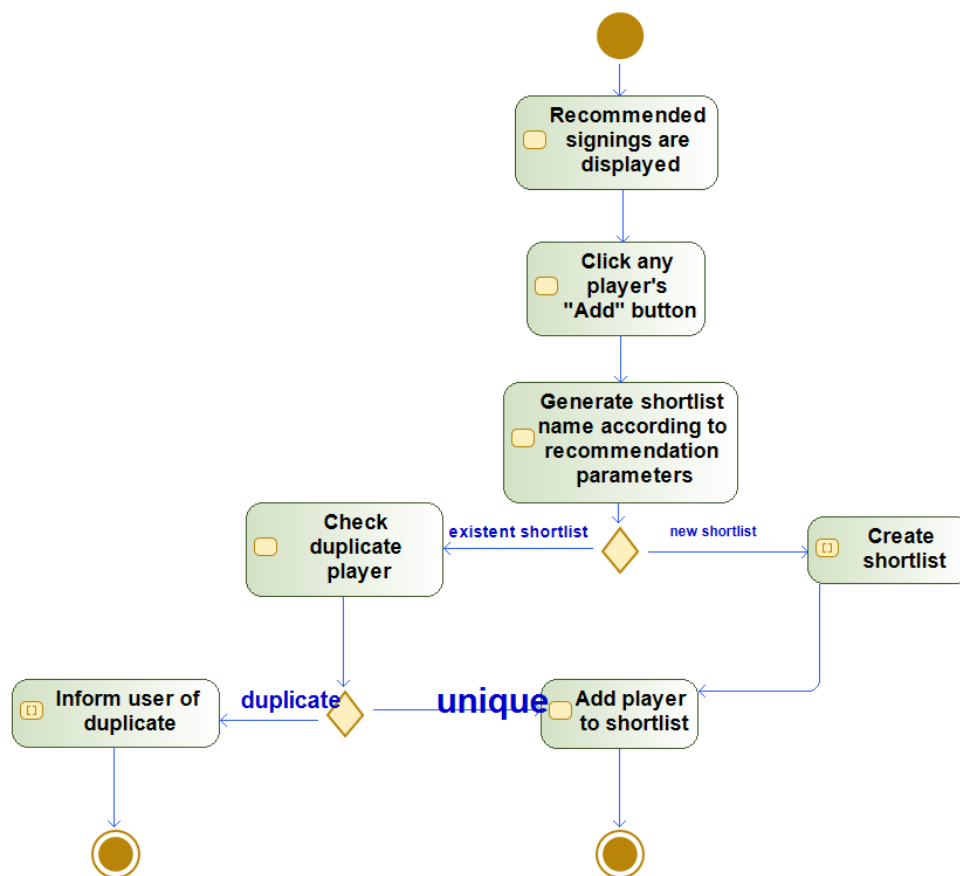 Recommended
signings are
displayed
Click any
player's
"Add" button
Generate shortlist
name according to
recommendation
parameters
Check
duplicate
player
existent shortlist
new shortlist
Create
shortlist
Inform user of
duplicate
duplicate
unique
Add player
to shortlist